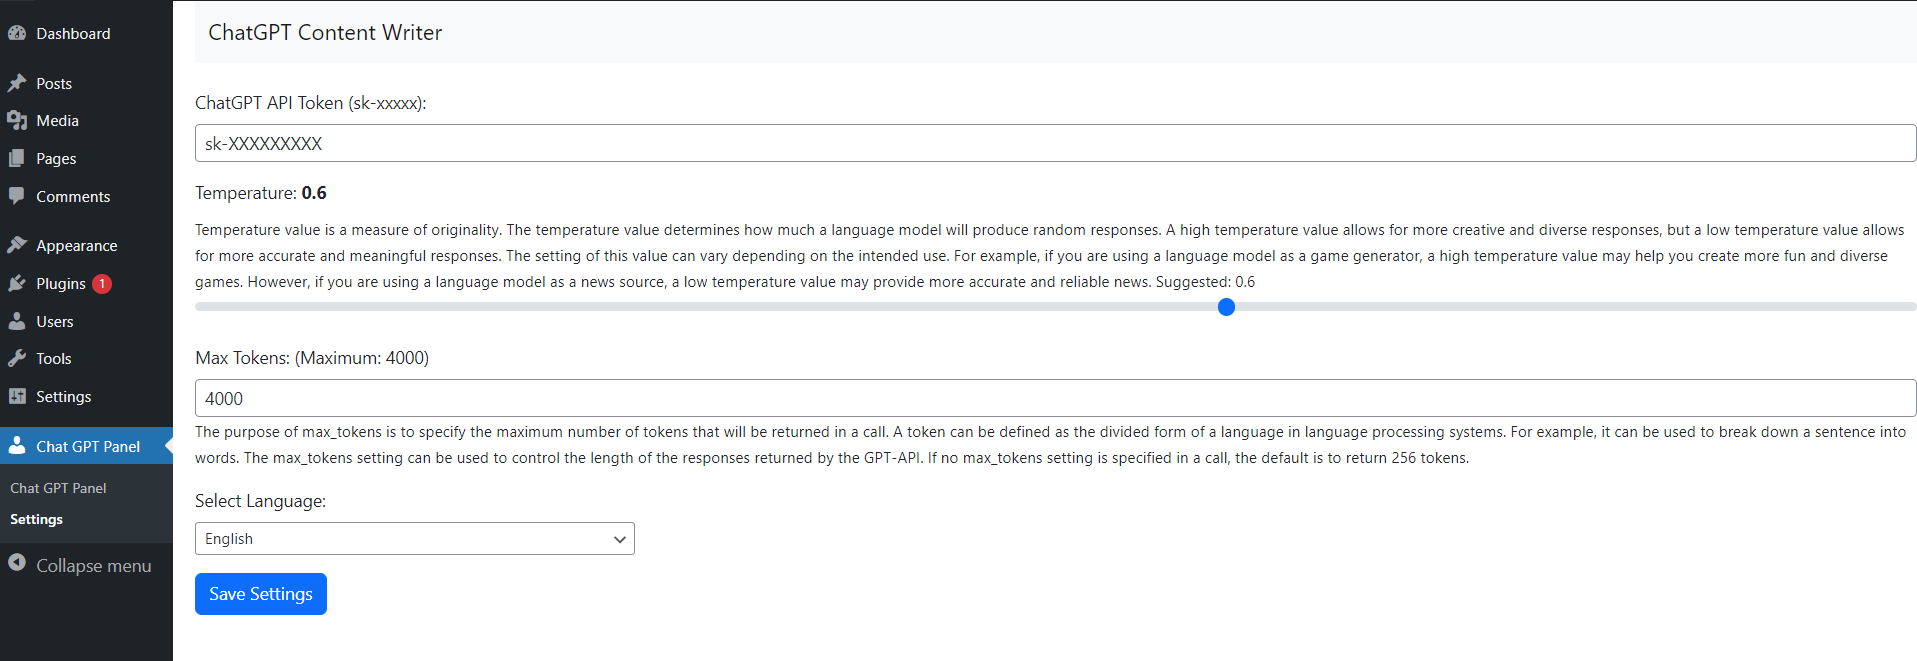 Dashboard
Posts
Media
Pages
Comments
Appearance
Plugins 1
Users
Tools
Settings
Chat GPT Panel
Chat GPT Panel
Settings
Collapse menu
ChatGPT Content Writer
ChatGPT API Token (sk-xxxxx):
sk-XXXXXXXXX
Temperature: 0.6
Temperature value is a measure of originality. The temperature value determines how much a language model will produce random responses. A high temperature value allows for more creative and diverse responses, but a low temperature value allows
for more accurate and meaningful responses. The setting of this value can vary depending on the intended use. For example, if you are using a language model as a game generator, a high temperature value may help you create more fun and diverse
games. However, if you are using a language model as a news source, a low temperature value may provide more accurate and reliable news. Suggested: 0.6
Max Tokens: (Maximum: 4000)
4000
The purpose of max_tokens is to specify the maximum number of tokens that will be returned in a call. A token can be defined as the divided form of a language in language processing systems. For example, it can be used to break down a sentence into
words. The max_tokens setting can be used to control the length of the responses returned by the GPT-API. If no max_tokens setting is specified in a call, the default is to return 256 tokens.
Select Language:
English
Save Settings